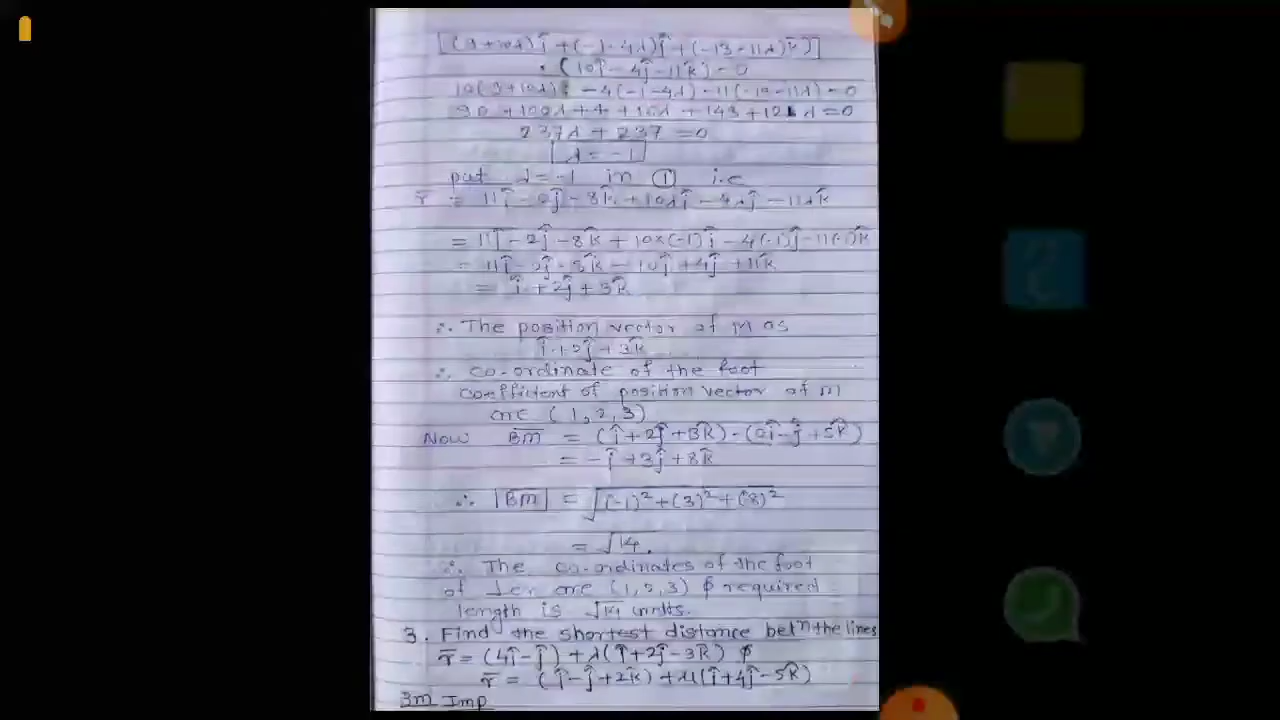 [(9+10λ)î +(-1-4λ)ĵ +(-13-11λ)k̂)]
·(10î-4ĵ-11k̂)=0
10(9+10λ) -4(-1-4λ)-11(-13-11λ)=0
90 +100λ+4 +16λ +143+121λ=0
237λ + 237 =0
λ = -1
put λ=-1 in ① i.e
r̄ = 11î-2ĵ-8k̂+10λî-4λĵ-11λk̂
= 11î-2ĵ-8k̂+10×(-1)î-4(-1)ĵ-11(-1)k̂
= 11î-2ĵ-8k̂-10î+4ĵ+11k̂
= î+2ĵ+3k̂
∴ The position vector of M as
î+2ĵ+3k̂
∴ co-ordinate of the foot
coefficient of position vector of m
are (1,2,3)
Now BM = (î+2ĵ+3k̂)-(2î-ĵ+5k̂)
= -î+3ĵ+8k̂
∴ |BM| = √(-1)²+(3)²+(8)²
= √14.
∴ The co-ordinates of the foot
of ⊥er are (1,2,3) & required
length is √14 units.
3. Find the shortest distance betⁿ the lines
r̄ = (4î-ĵ)+λ(î+2ĵ-3k̂) &
r̄ = (î-ĵ+2k̂)+μ(î+4ĵ-5k̂)
3m Imp